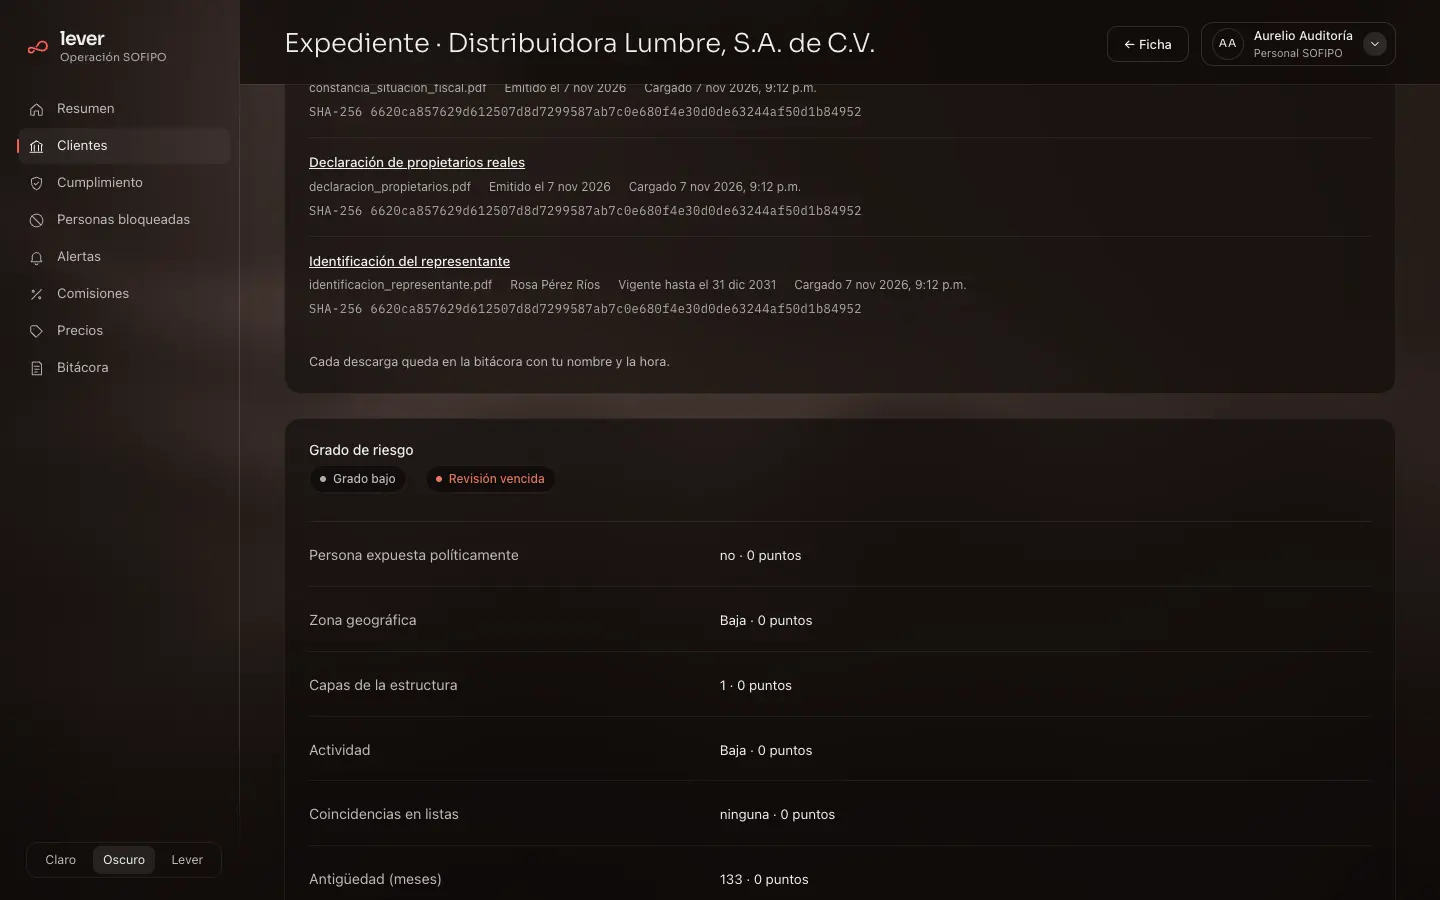 lever
Operación SOFIPO
Resumen
Clientes
Cumplimiento
Personas bloqueadas
Alertas
Comisiones
Precios
Bitácora
Claro Oscuro Lever
Expediente · Distribuidora Lumbre, S.A. de C.V.
← Ficha
AA
Aurelio Auditoría
Personal SOFIPO
constancia_situacion_fiscal.pdf Emitido el 7 nov 2026 Cargado 7 nov 2026, 9:12 p.m.
SHA-256 6620ca857629d612507d8d7299587ab7c0e680f4e30d0de63244af50d1b84952
Declaración de propietarios reales
declaracion_propietarios.pdf Emitido el 7 nov 2026 Cargado 7 nov 2026, 9:12 p.m.
SHA-256 6620ca857629d612507d8d7299587ab7c0e680f4e30d0de63244af50d1b84952
Identificación del representante
identificacion_representante.pdf Rosa Pérez Ríos Vigente hasta el 31 dic 2031 Cargado 7 nov 2026, 9:12 p.m.
SHA-256 6620ca857629d612507d8d7299587ab7c0e680f4e30d0de63244af50d1b84952
Cada descarga queda en la bitácora con tu nombre y la hora.
Grado de riesgo
Grado bajo Revisión vencida
Persona expuesta políticamente no · 0 puntos
Zona geográfica Baja · 0 puntos
Capas de la estructura 1 · 0 puntos
Actividad Baja · 0 puntos
Coincidencias en listas ninguna · 0 puntos
Antigüedad (meses) 133 · 0 puntos